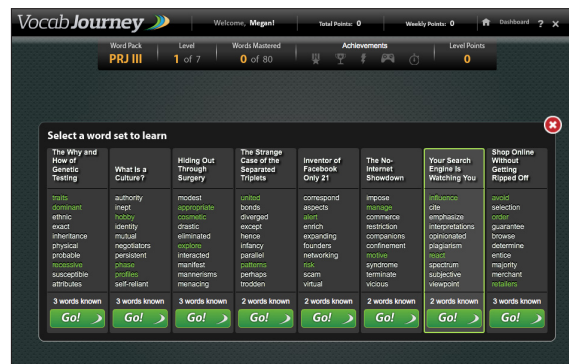 Vocab Journey
Welcome, Megan!
Total Points: 0
Weekly Points: 0
Dashboard ? ×
Word Pack
PRJ III
Level
1 of 7
Words Mastered
0 of 80
Achievements
Level Points
0
Select a word set to learn
The Why and
How of
Genetic
Testing
traits
dominant
ethnic
exact
inheritance
physical
probable
recessive
susceptible
attributes
3 words known
Go!
What Is a
Culture?
authority
inept
hobby
identity
mutual
negotiators
persistent
phase
profiles
self-reliant
3 words known
Go!
Hiding Out
Through
Surgery
modest
appropriate
cosmetic
drastic
eliminated
explore
interacted
manifest
mannerisms
menacing
3 words known
Go!
The Strange
Case of the
Separated
Triplets
united
bonds
diverged
except
hence
infancy
parallel
patterns
perhaps
trodden
2 words known
Go!
Inventor of
Facebook
Only 21
correspond
aspects
alert
enrich
expanding
founders
networking
risk
scam
virtual
2 words known
Go!
The No-
Internet
Showdown
impose
manage
commerce
restriction
companions
confinement
motive
syndrome
terminate
vicious
2 words known
Go!
Your Search
Engine Is
Watching You
influence
cite
emphasize
interpretations
opinionated
plagiarism
react
spectrum
subjective
viewpoint
2 words known
Go!
Shop Online
Without
Getting
Ripped Off
avoid
selection
order
guarantee
browse
determine
entice
majority
merchant
retailers
3 words known
Go!